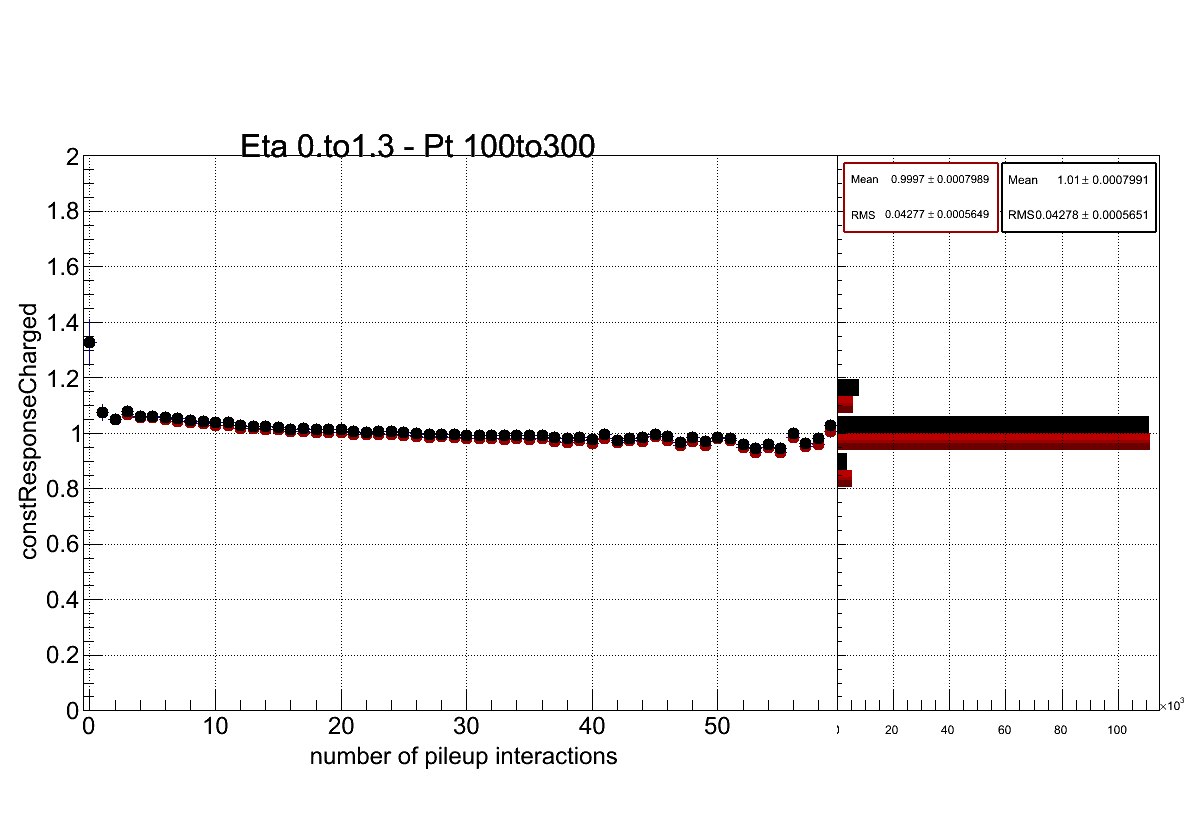 Eta 0.to1.3 - Pt 100to300
constResponseCharged
2
1.8
1.6
1.4
1.2
1
0.8
0.6
0.4
0.2
0
0 10 20 30 40 50
number of pileup interactions
Mean 0.9997 ± 0.0007989
RMS 0.04277 ± 0.0005649
Mean 1.01 ± 0.0007991
RMS 0.04278 ± 0.0005651
20 40 60 80 100
×10³